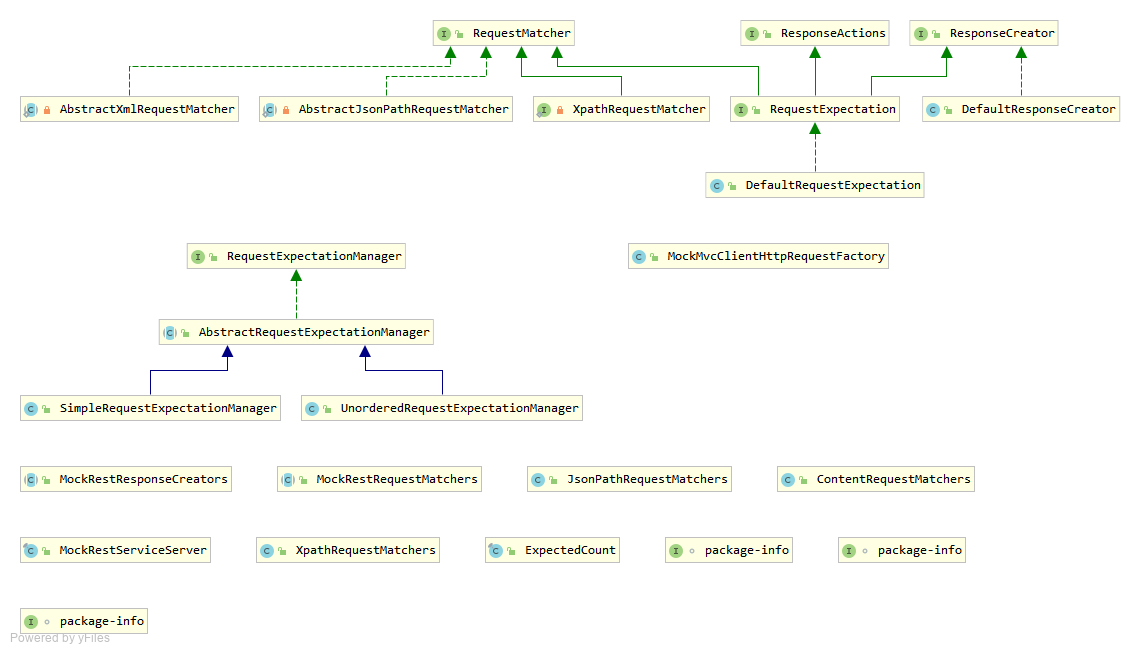 RequestMatcher
ResponseActions
ResponseCreator
AbstractXmlRequestMatcher
AbstractJsonPathRequestMatcher
XpathRequestMatcher
RequestExpectation
DefaultResponseCreator
DefaultRequestExpectation
RequestExpectationManager
MockMvcClientHttpRequestFactory
AbstractRequestExpectationManager
SimpleRequestExpectationManager
UnorderedRequestExpectationManager
MockRestResponseCreators
MockRestRequestMatchers
JsonPathRequestMatchers
ContentRequestMatchers
MockRestServiceServer
XpathRequestMatchers
ExpectedCount
package-info
package-info
package-info
Powered by yFiles